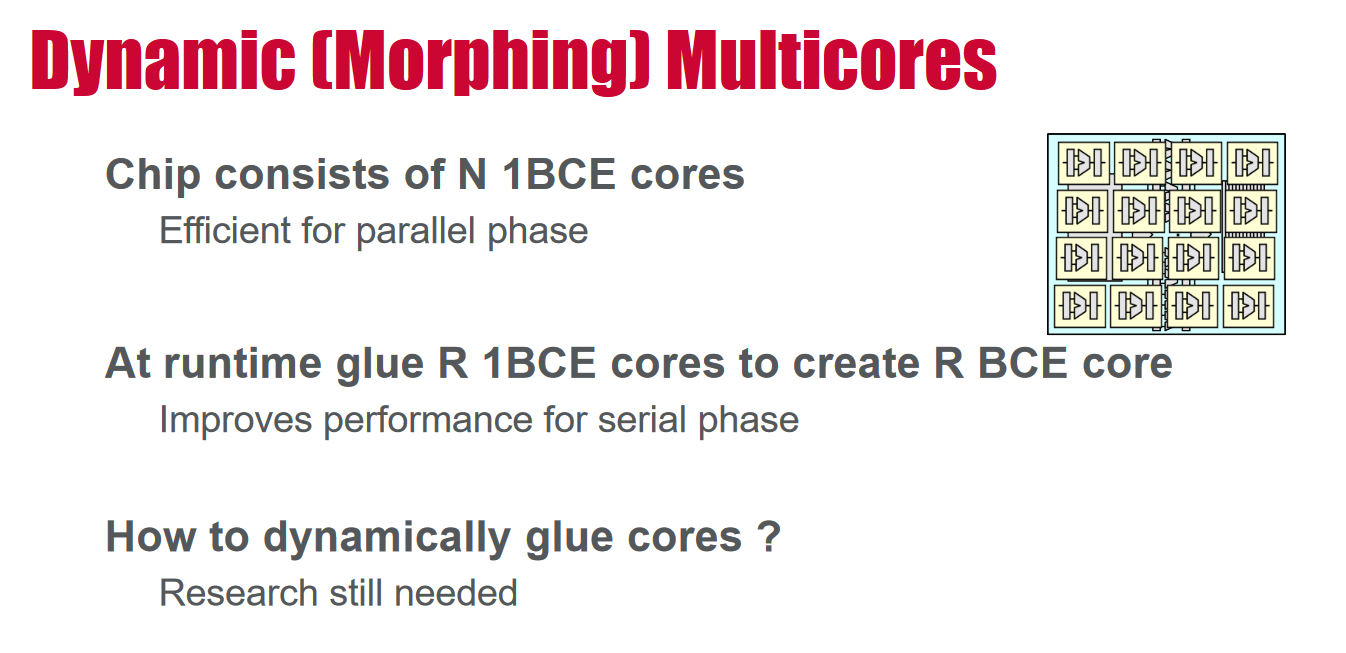 Dynamic (Morphing) Multicores
Chip consists of N 1BCE cores
Efficient for parallel phase
At runtime glue R 1BCE cores to create R BCE core
Improves performance for serial phase
How to dynamically glue cores ?
Research still needed